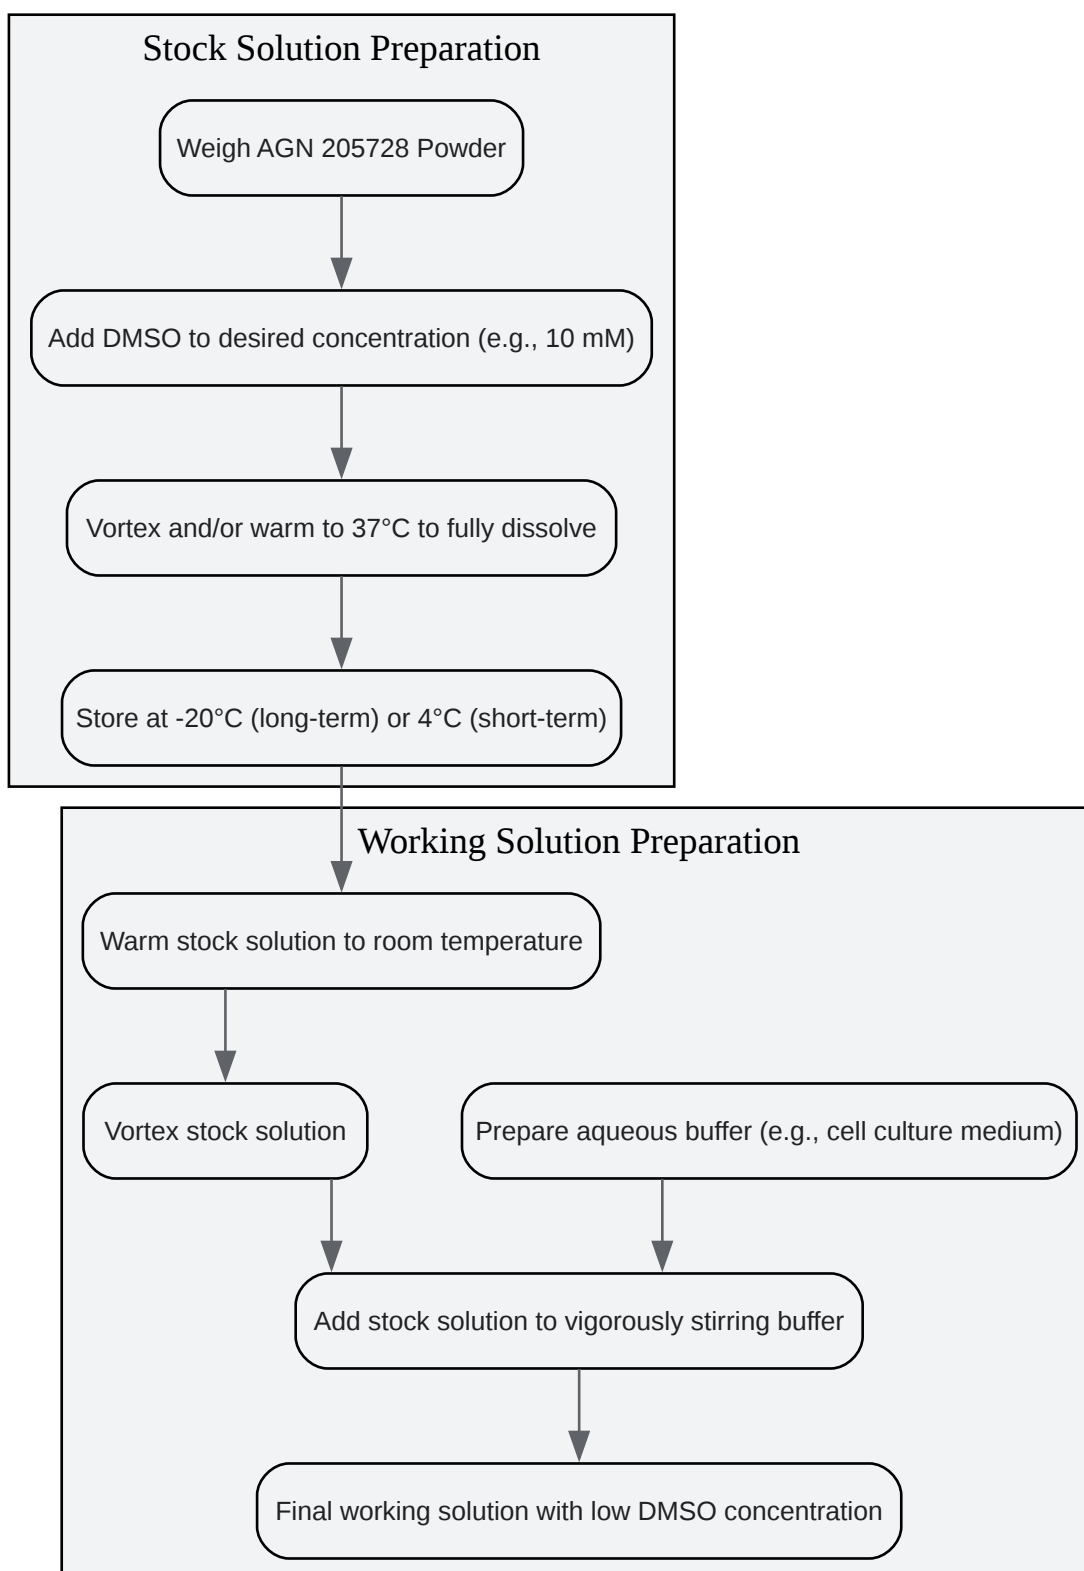 Stock Solution Preparation
Weigh AGN 205728 Powder
Add DMSO to desired concentration (e.g., 10 mM)
Vortex and/or warm to 37°C to fully dissolve
Store at -20°C (long-term) or 4°C (short-term)
Working Solution Preparation
Warm stock solution to room temperature
Vortex stock solution
Prepare aqueous buffer (e.g., cell culture medium)
Add stock solution to vigorously stirring buffer
Final working solution with low DMSO concentration